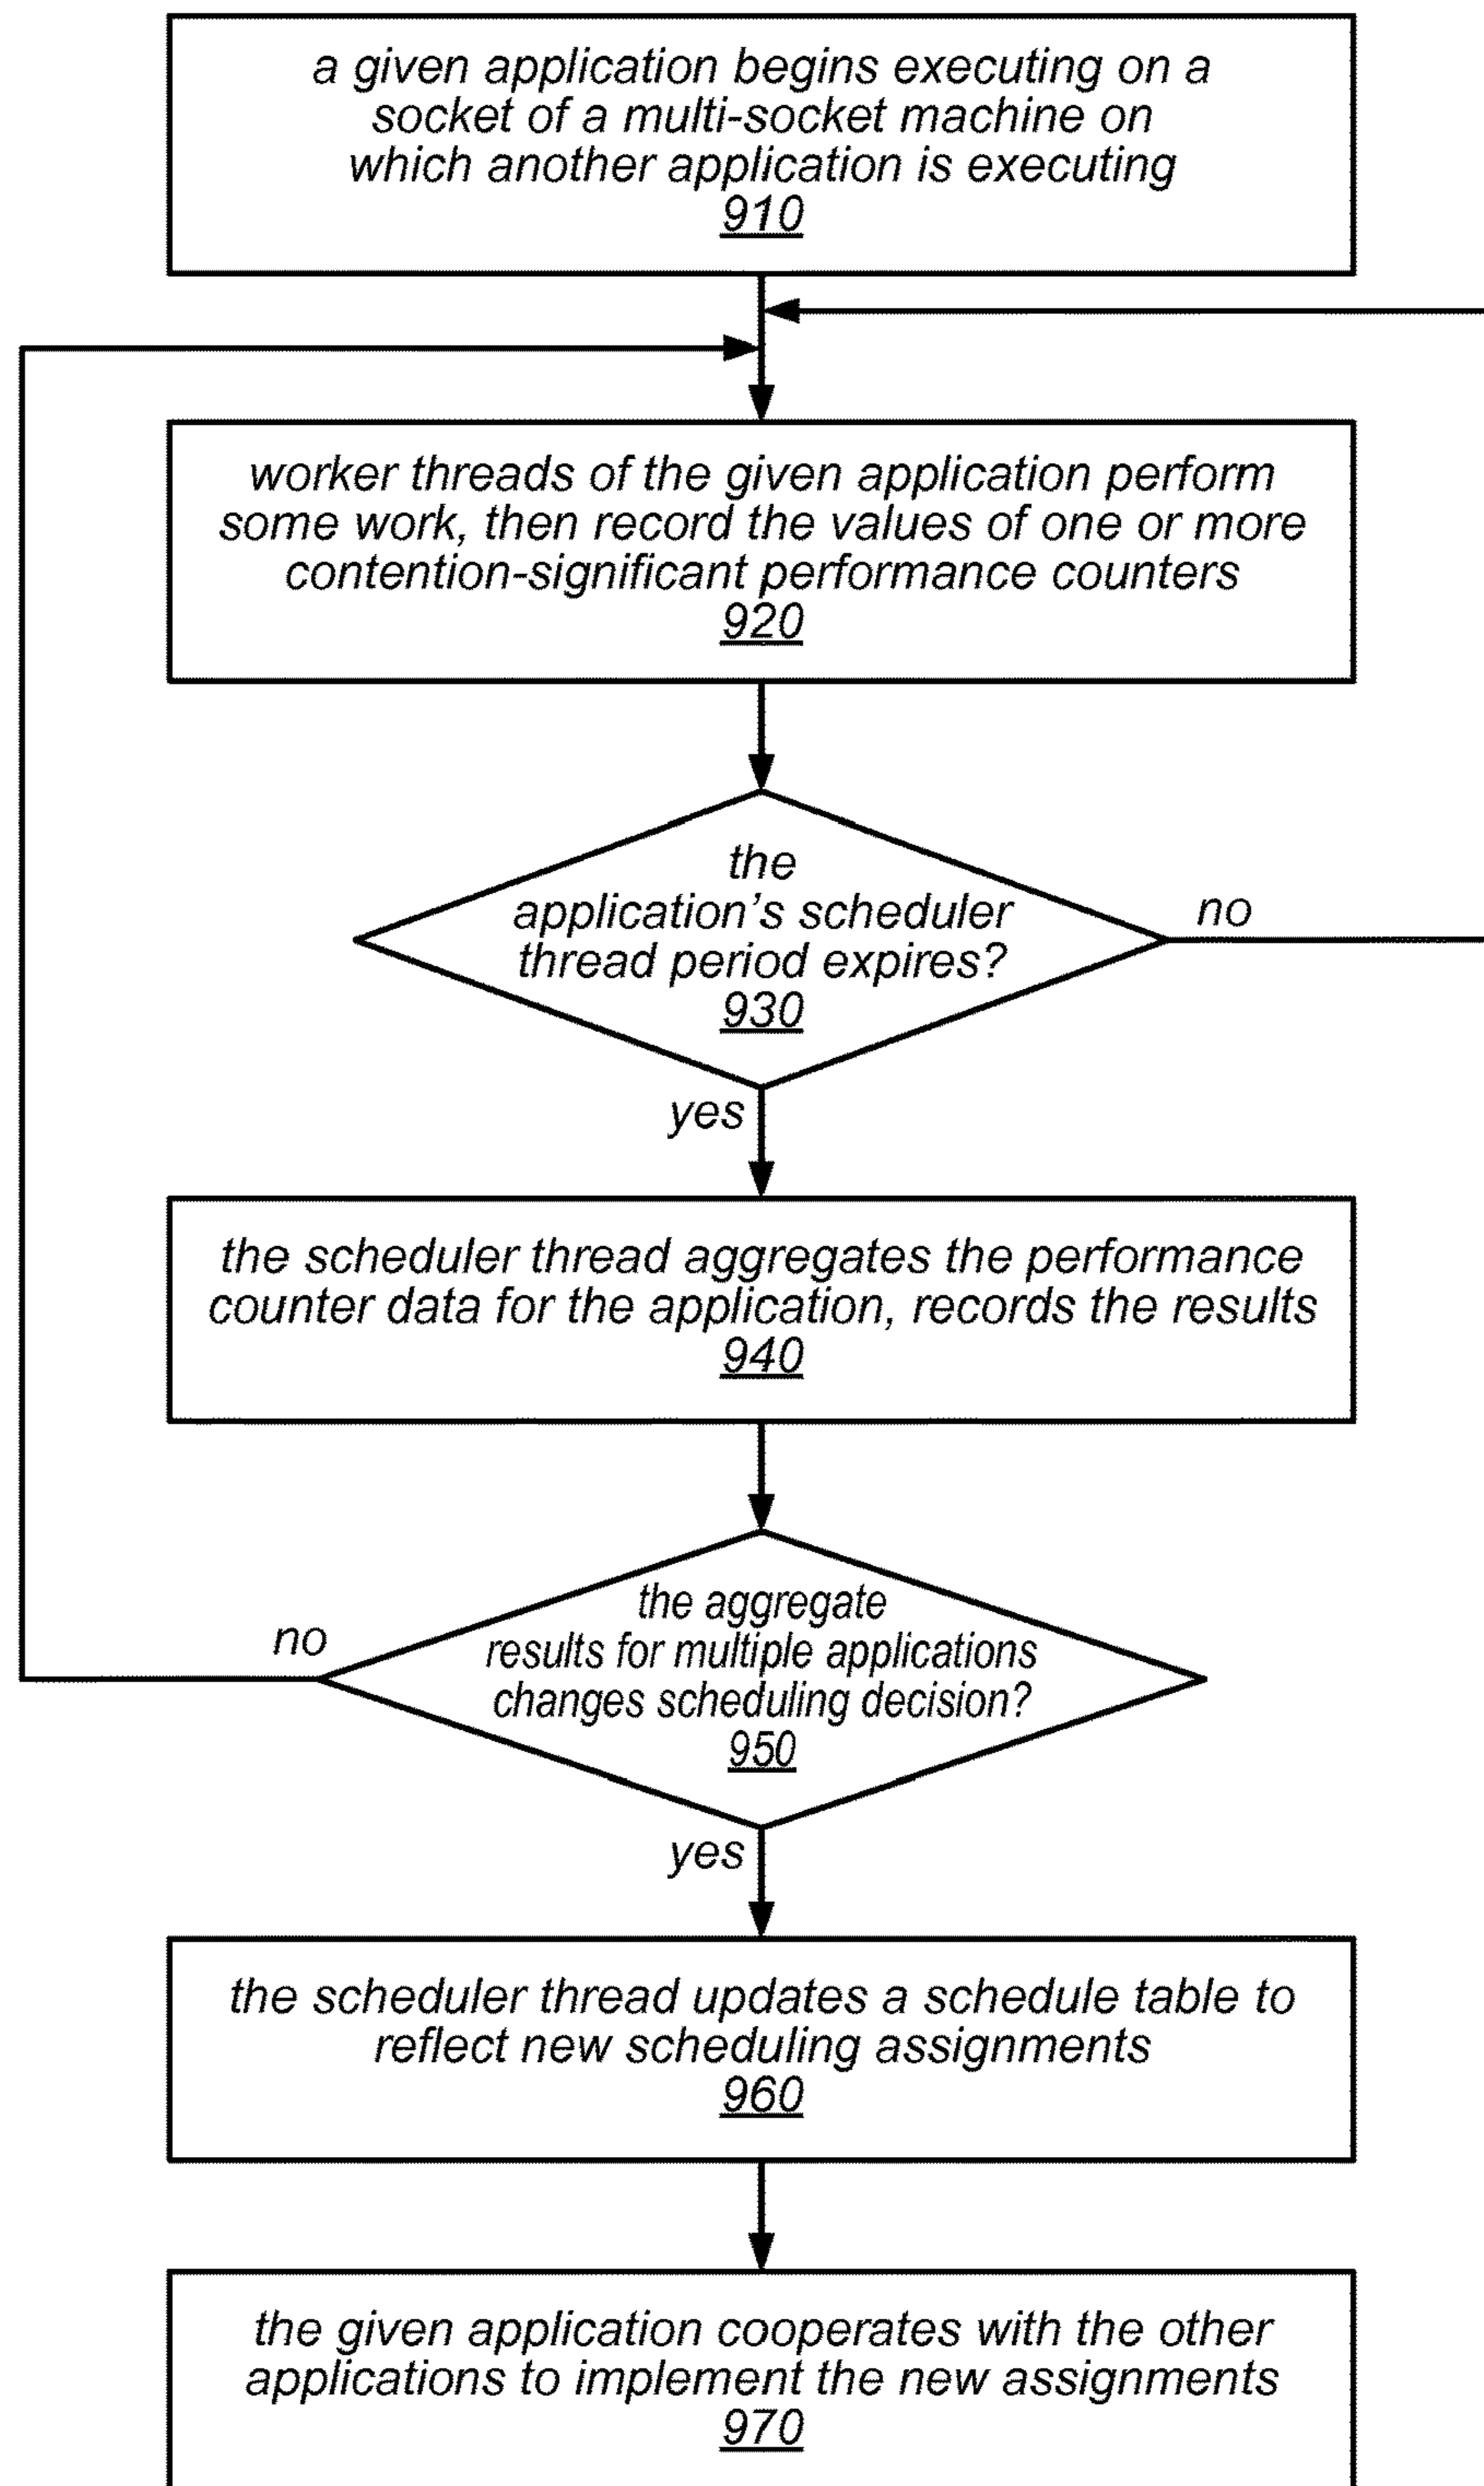 a given application begins executing on a
socket of a multi-socket machine on
which another application is executing
910
worker threads of the given application perform
some work, then record the values of one or more
contention-significant performance counters
920
the
application's scheduler
thread period expires?
930
no
yes
the scheduler thread aggregates the performance
counter data for the application, records the results
940
the aggregate
results for multiple applications
changes scheduling decision?
950
no
yes
the scheduler thread updates a schedule table to
reflect new scheduling assignments
960
the given application cooperates with the other
applications to implement the new assignments
970